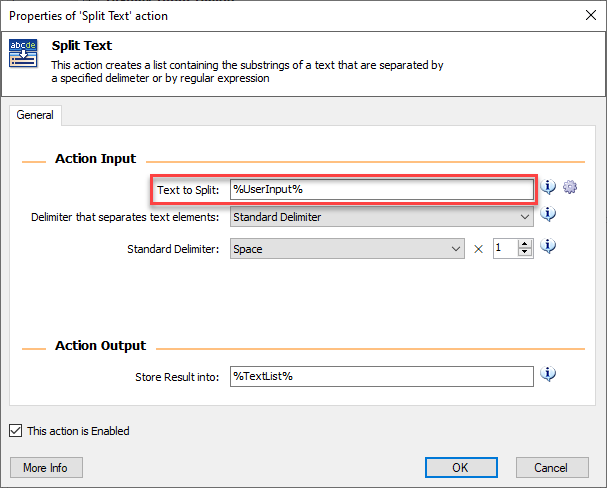 Properties of 'Split Text' action
abcde
Split Text
This action creates a list containing the substrings of a text that are separated by
a specified delimeter or by regular expression
General
Action Input
Text to Split: %UserInput%
Delimiter that separates text elements: Standard Delimiter
Standard Delimiter: Space × 1
Action Output
Store Result into: %TextList%
This action is Enabled
More Info OK Cancel